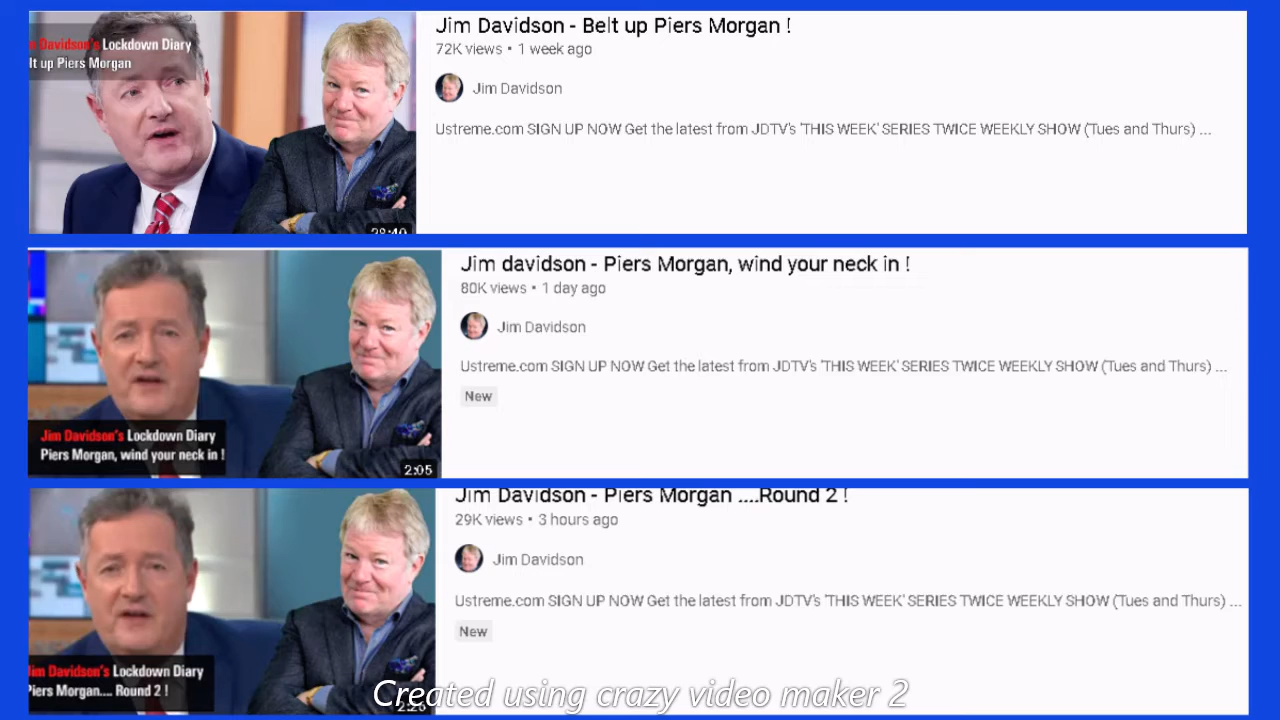 Davidson's Lockdown Diary
lt up Piers Morgan
Jim Davidson - Belt up Piers Morgan !
72K views • 1 week ago
Jim Davidson
Ustreme.com SIGN UP NOW Get the latest from JDTV's 'THIS WEEK' SERIES TWICE WEEKLY SHOW (Tues and Thurs) ...
28:40
Jim davidson - Piers Morgan, wind your neck in !
80K views • 1 day ago
Jim Davidson
Ustreme.com SIGN UP NOW Get the latest from JDTV's 'THIS WEEK' SERIES TWICE WEEKLY SHOW (Tues and Thurs) ...
New
Jim Davidson's Lockdown Diary
Piers Morgan, wind your neck in !
2:05
Jim Davidson - Piers Morgan ....Round 2 !
29K views • 3 hours ago
Jim Davidson
Ustreme.com SIGN UP NOW Get the latest from JDTV's 'THIS WEEK' SERIES TWICE WEEKLY SHOW (Tues and Thurs) ...
New
Jim Davidson's Lockdown Diary
Piers Morgan.... Round 2 !
Created using crazy video maker 2